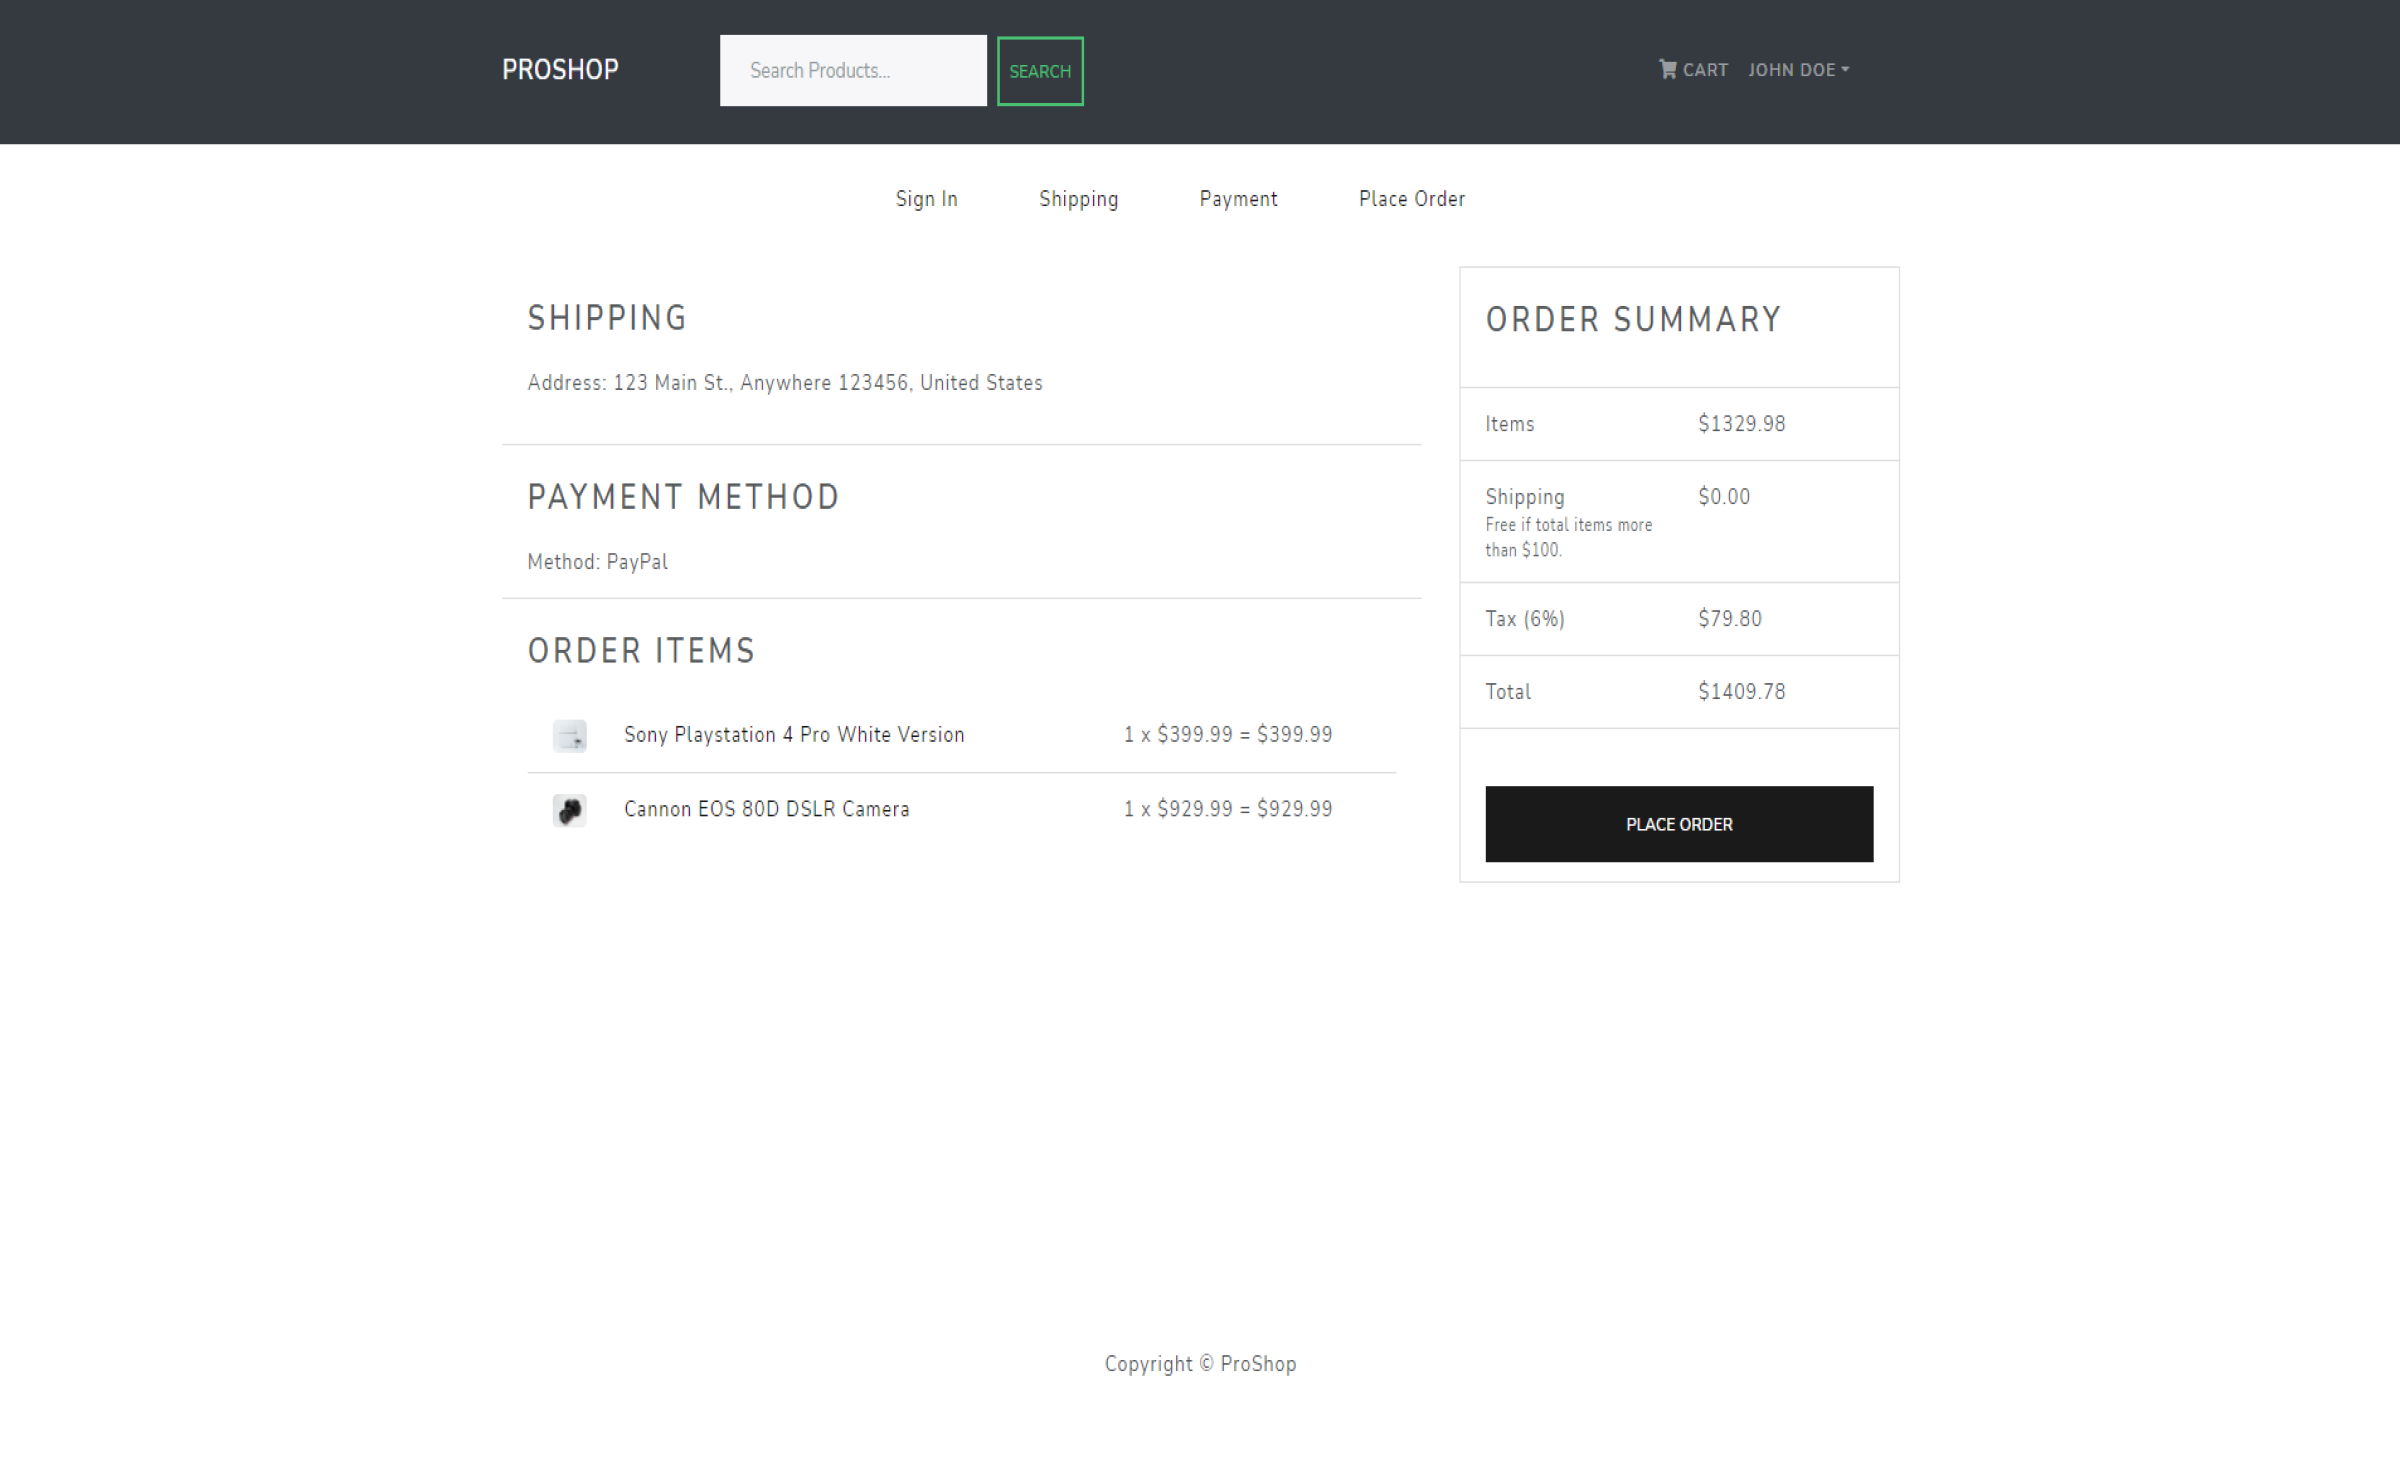 PROSHOP
Search Products...
SEARCH
CART
JOHN DOE
Sign In
Shipping
Payment
Place Order
SHIPPING
Address: 123 Main St., Anywhere 123456, United States
PAYMENT METHOD
Method: PayPal
ORDER ITEMS
Sony Playstation 4 Pro White Version
1 x $399.99 = $399.99
Cannon EOS 80D DSLR Camera
1 x $929.99 = $929.99
ORDER SUMMARY
Items
$1329.98
Shipping
$0.00
Free if total items more
than $100.
Tax (6%)
$79.80
Total
$1409.78
PLACE ORDER
Copyright © ProShop